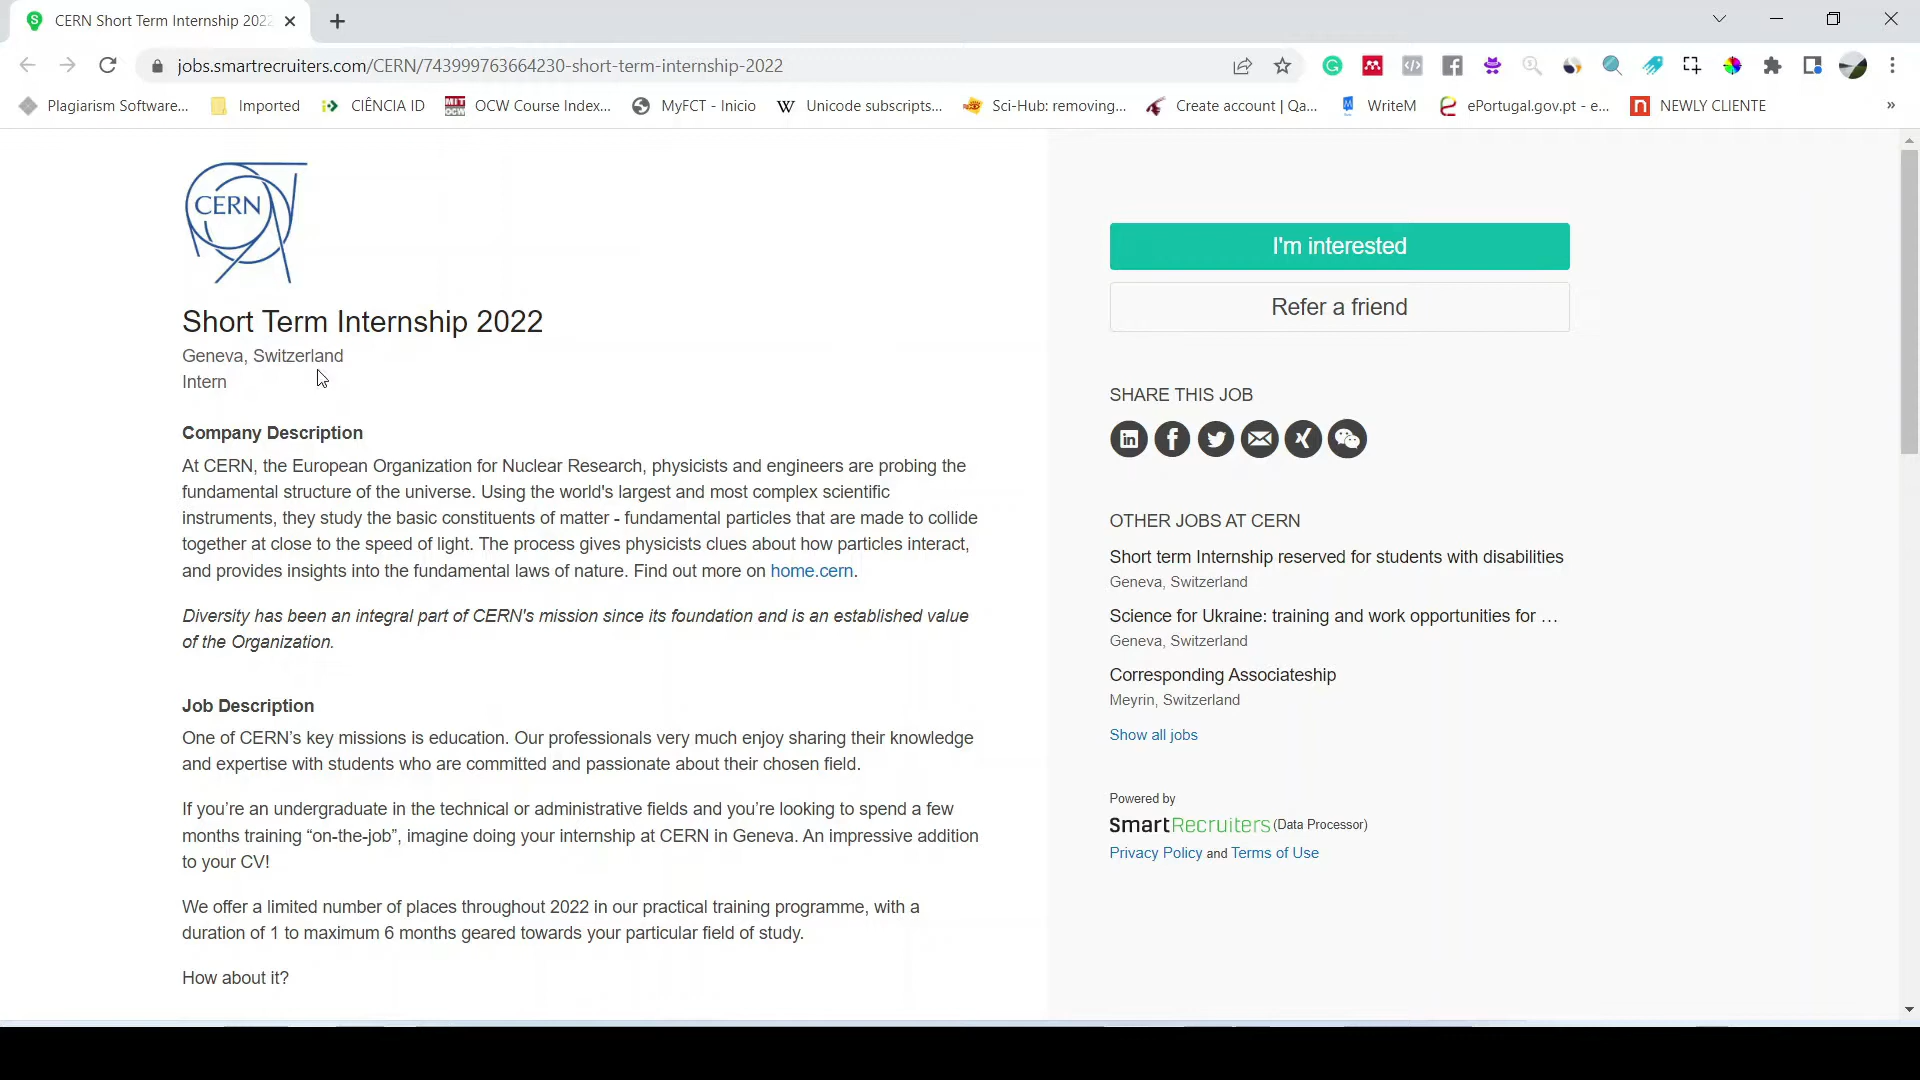 CERN Short Term Internship 2022
jobs.smartrecruiters.com/CERN/743999763664230-short-term-internship-2022
Plagiarism Software...
Imported
CIÊNCIA ID
MIT
OCW
OCW Course Index...
MyFCT - Inicio
W
Unicode subscripts...
Sci-Hub: removing...
Create account | Qa...
WriteM
ePortugal.gov.pt - e...
n
NEWLY CLIENTE
»
CERN
Short Term Internship 2022
Geneva, Switzerland
Intern
Company Description
At CERN, the European Organization for Nuclear Research, physicists and engineers are probing the
fundamental structure of the universe. Using the world's largest and most complex scientific
instruments, they study the basic constituents of matter - fundamental particles that are made to collide
together at close to the speed of light. The process gives physicists clues about how particles interact,
and provides insights into the fundamental laws of nature. Find out more on home.cern.
Diversity has been an integral part of CERN's mission since its foundation and is an established value
of the Organization.
Job Description
One of CERN’s key missions is education. Our professionals very much enjoy sharing their knowledge
and expertise with students who are committed and passionate about their chosen field.
If you’re an undergraduate in the technical or administrative fields and you’re looking to spend a few
months training “on-the-job”, imagine doing your internship at CERN in Geneva. An impressive addition
to your CV!
We offer a limited number of places throughout 2022 in our practical training programme, with a
duration of 1 to maximum 6 months geared towards your particular field of study.
How about it?
I'm interested
Refer a friend
SHARE THIS JOB
OTHER JOBS AT CERN
Short term Internship reserved for students with disabilities
Geneva, Switzerland
Science for Ukraine: training and work opportunities for …
Geneva, Switzerland
Corresponding Associateship
Meyrin, Switzerland
Show all jobs
Powered by
SmartRecruiters (Data Processor)
Privacy Policy and Terms of Use